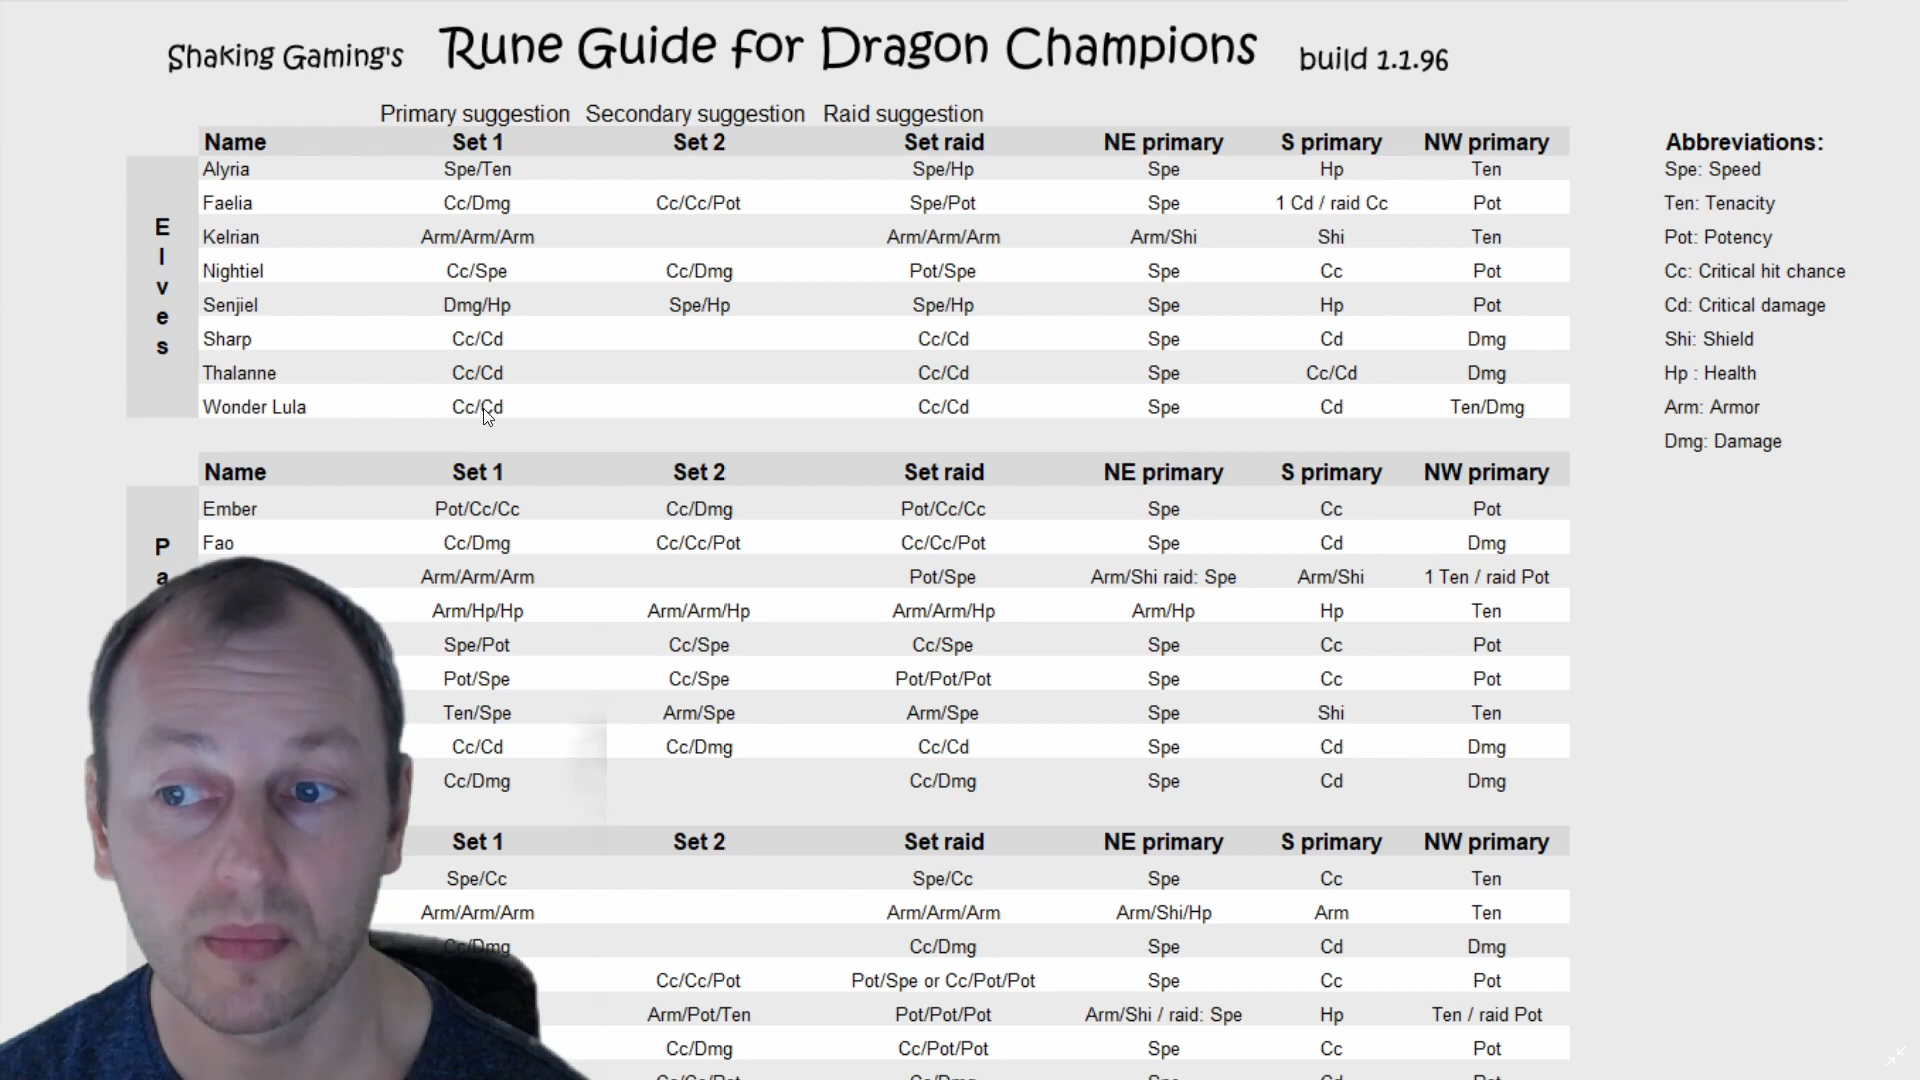 Shaking Gaming's Rune Guide for Dragon Champions build 1.1.96
Primary suggestion Secondary suggestion Raid suggestion
Name Set 1 Set 2 Set raid NE primary S primary NW primary
Alyria Spe/Ten Spe/Hp Spe Hp Ten
Faelia Cc/Dmg Cc/Cc/Pot Spe/Pot Spe 1 Cd / raid Cc Pot
Kelrian Arm/Arm/Arm Arm/Arm/Arm Arm/Shi Shi Ten
Nightiel Cc/Spe Cc/Dmg Pot/Spe Spe Cc Pot
Senjiel Dmg/Hp Spe/Hp Spe/Hp Spe Hp Pot
Sharp Cc/Cd Cc/Cd Spe Cd Dmg
Thalanne Cc/Cd Cc/Cd Spe Cc/Cd Dmg
Wonder Lula Cc/Cd Cc/Cd Spe Cd Ten/Dmg
E
l
v
e
s
Abbreviations:
Spe: Speed
Ten: Tenacity
Pot: Potency
Cc: Critical hit chance
Cd: Critical damage
Shi: Shield
Hp : Health
Arm: Armor
Dmg: Damage
Name Set 1 Set 2 Set raid NE primary S primary NW primary
Ember Pot/Cc/Cc Cc/Dmg Pot/Cc/Cc Spe Cc Pot
Fao Cc/Dmg Cc/Cc/Pot Cc/Cc/Pot Spe Cd Dmg
Arm/Arm/Arm Pot/Spe Arm/Shi raid: Spe Arm/Shi 1 Ten / raid Pot
Arm/Hp/Hp Arm/Arm/Hp Arm/Arm/Hp Arm/Hp Hp Ten
Spe/Pot Cc/Spe Cc/Spe Spe Cc Pot
Pot/Spe Cc/Spe Pot/Pot/Pot Spe Cc Pot
Ten/Spe Arm/Spe Arm/Spe Spe Shi Ten
Cc/Cd Cc/Dmg Cc/Cd Spe Cd Dmg
Cc/Dmg Cc/Dmg Spe Cd Dmg
P
a
Set 1 Set 2 Set raid NE primary S primary NW primary
Spe/Cc Spe/Cc Spe Cc Ten
Arm/Arm/Arm Arm/Arm/Arm Arm/Shi/Hp Arm Ten
Cc/Dmg Cc/Dmg Spe Cd Dmg
Cc/Cc/Pot Pot/Spe or Cc/Pot/Pot Spe Cc Pot
Arm/Pot/Ten Pot/Pot/Pot Arm/Shi / raid: Spe Hp Ten / raid Pot
Cc/Dmg Cc/Pot/Pot Spe Cc Pot